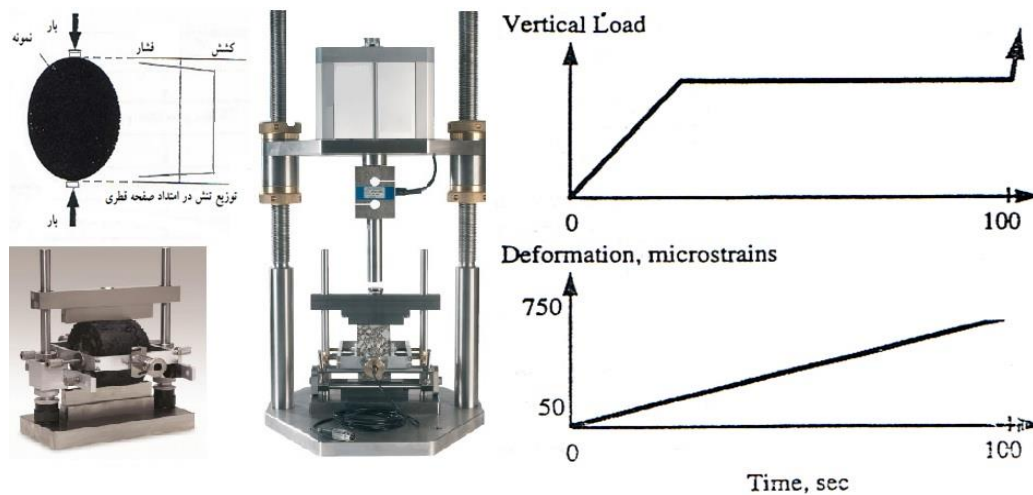 بار
نمونه
فشار
کشش
توزیع تنش در امتداد صفحه قطری
بار
Vertical Load
0
100
Deformation, microstrains
750
50
0
100
Time, sec